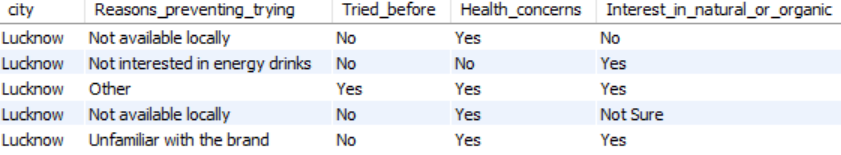 city Reasons_preventing_trying Tried_before Health_concerns Interest_in_natural_or_organic
Lucknow Not available locally No Yes No
Lucknow Not interested in energy drinks No No Yes
Lucknow Other Yes Yes Yes
Lucknow Not available locally No Yes Not Sure
Lucknow Unfamiliar with the brand No Yes Yes